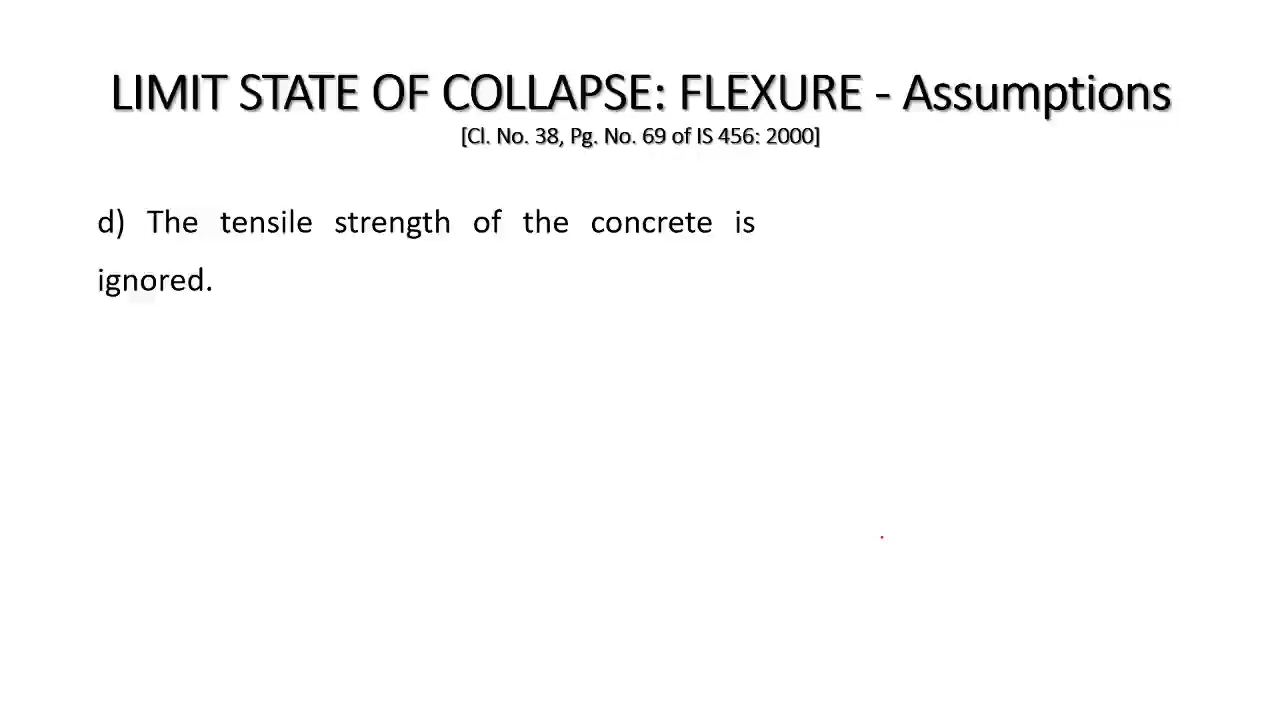 LIMIT STATE OF COLLAPSE: FLEXURE - Assumptions
[Cl. No. 38, Pg. No. 69 of IS 456: 2000]
d) The tensile strength of the concrete is
ignored.